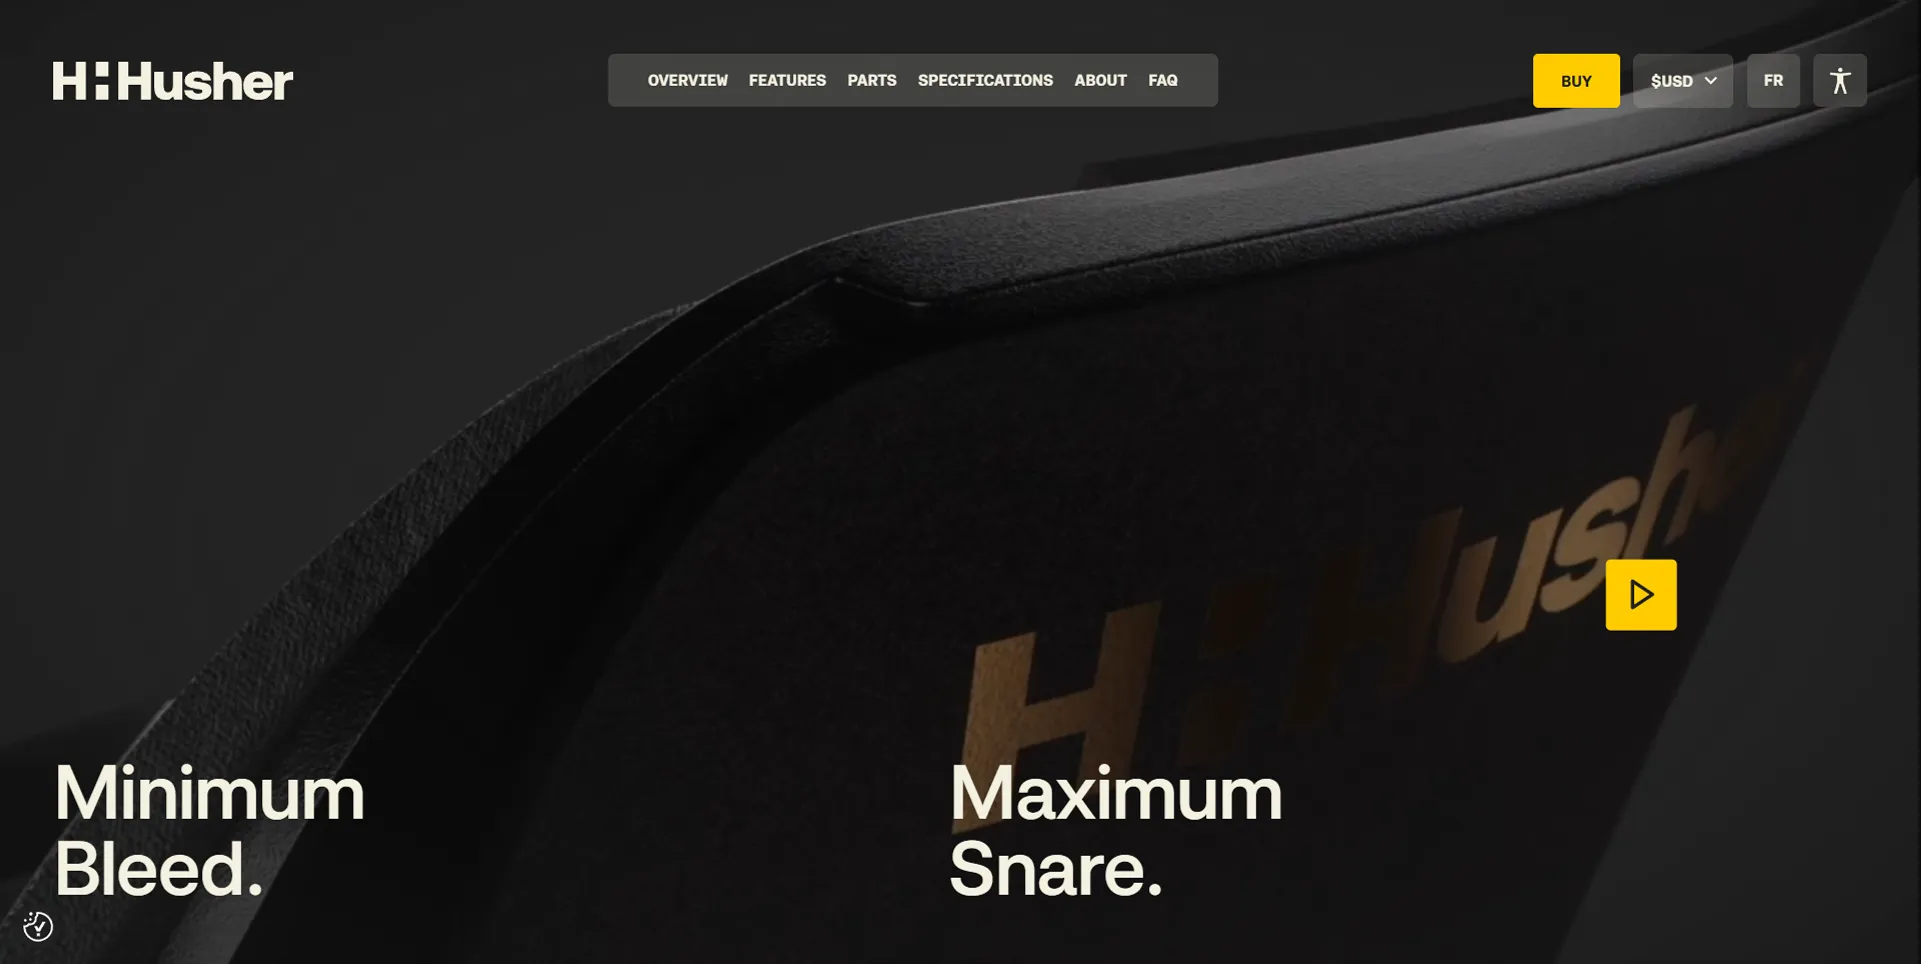 H:Husher
OVERVIEW FEATURES PARTS SPECIFICATIONS ABOUT FAQ
BUY
$USD
FR
H:Husher
Minimum
Bleed.
Maximum
Snare.